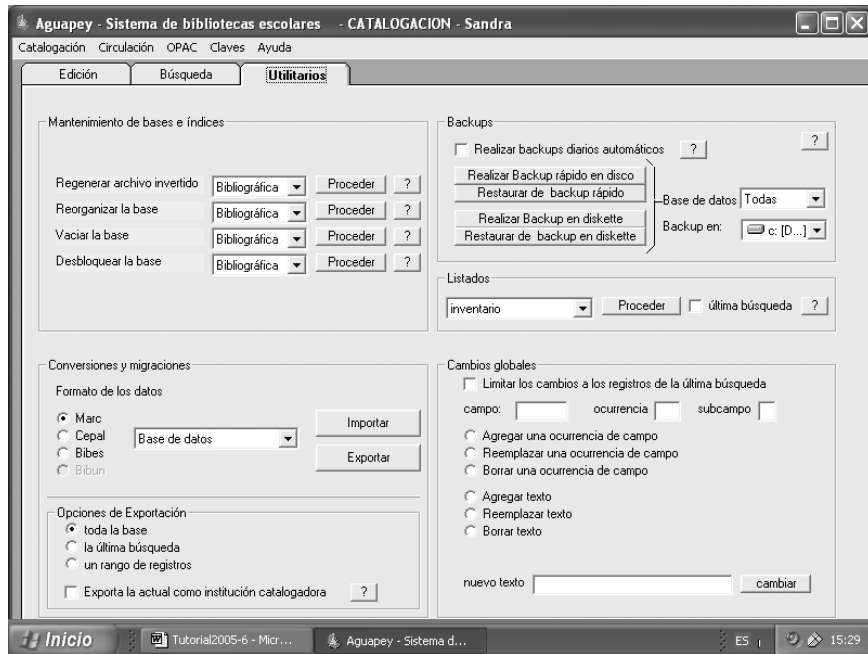 Aguapey - Sistema de bibliotecas escolares - CATALOGACION - Sandra
Catalogación Circulación OPAC Claves Ayuda
Edición Búsqueda Utilitarios
Mantenimiento de bases e índices
Regenerar archivo invertido Bibliográfica Proceder ?
Reorganizar la base Bibliográfica Proceder ?
Vaciar la base Bibliográfica Proceder ?
Desbloquear la base Bibliográfica Proceder ?
Backups
Realizar backups diarios automáticos ? ?
Realizar Backup rápido en disco
Restaurar de backup rápido
Realizar Backup en diskette
Restaurar de backup en diskette
Base de datos Todas
Backup en: c: [D...]
Listados
inventario Proceder última búsqueda ?
Conversiones y migraciones
Formato de los datos
Marc
Cepal
Bibes
Bibun
Base de datos
Importar
Exportar
Opciones de Exportación
toda la base
la última búsqueda
un rango de registros
Exporta la actual como institución catalogadora ?
Cambios globales
Limitar los cambios a los registros de la última búsqueda
campo: ocurrencia subcampo
Agregar una ocurrencia de campo
Reemplazar una ocurrencia de campo
Borrar una ocurrencia de campo
Agregar texto
Reemplazar texto
Borrar texto
nuevo texto cambiar
Inicio Tutorial2005-6 - Micr... Aguapey - Sistema d... ES 15:29